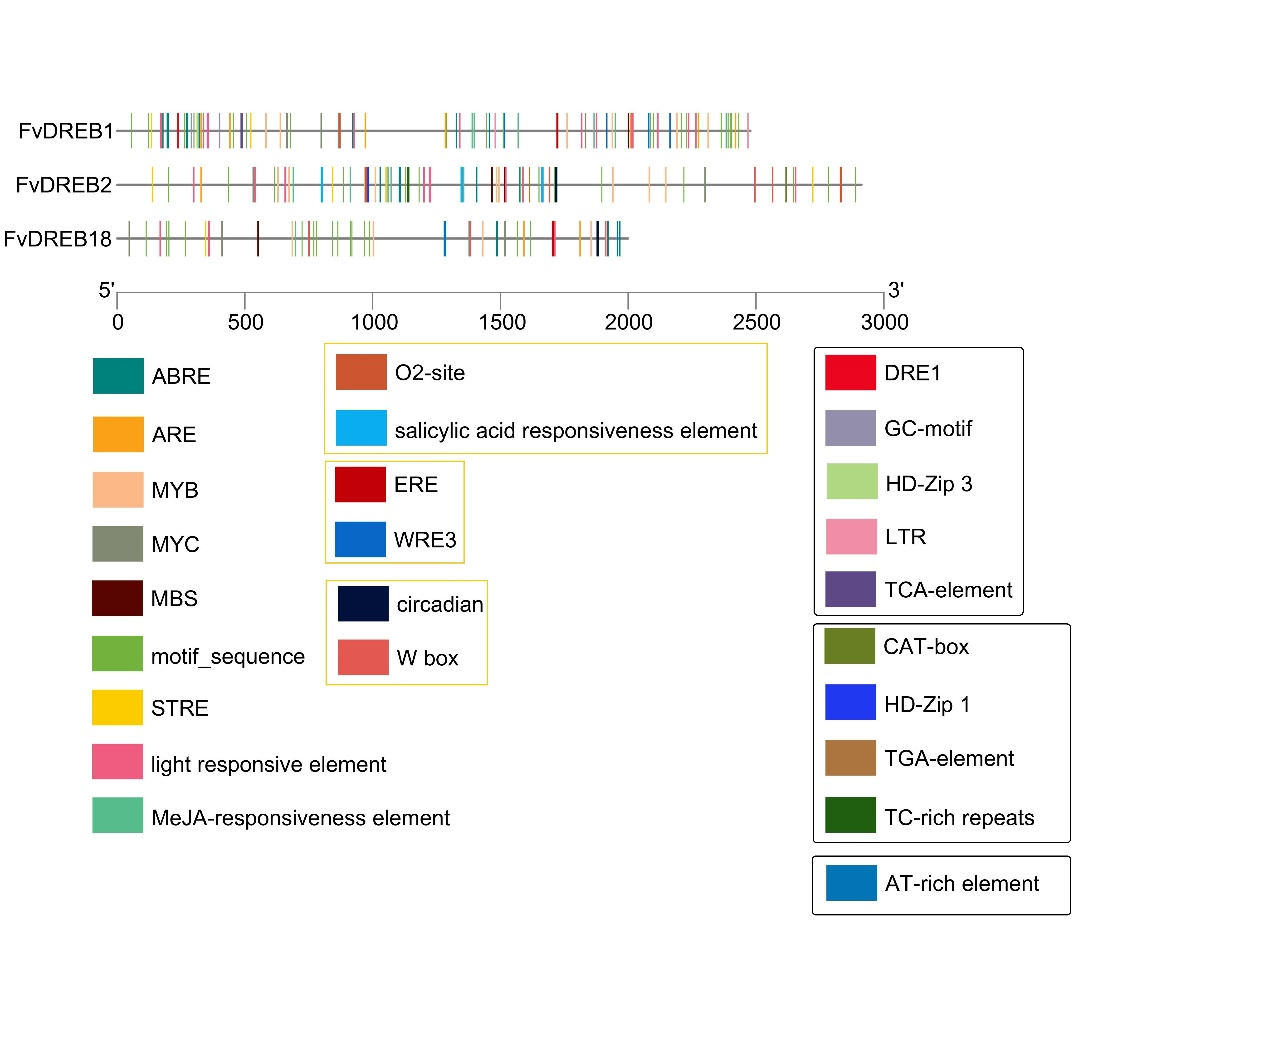 FvDREB1
FvDREB2
FvDREB18
5' 3'
0 500 1000 1500 2000 2500 3000
ABRE
ARE
MYB
MYC
MBS
motif_sequence
STRE
light responsive element
MeJA-responsiveness element
O2-site
salicylic acid responsiveness element
ERE
WRE3
circadian
W box
DRE1
GC-motif
HD-Zip 3
LTR
TCA-element
CAT-box
HD-Zip 1
TGA-element
TC-rich repeats
AT-rich element